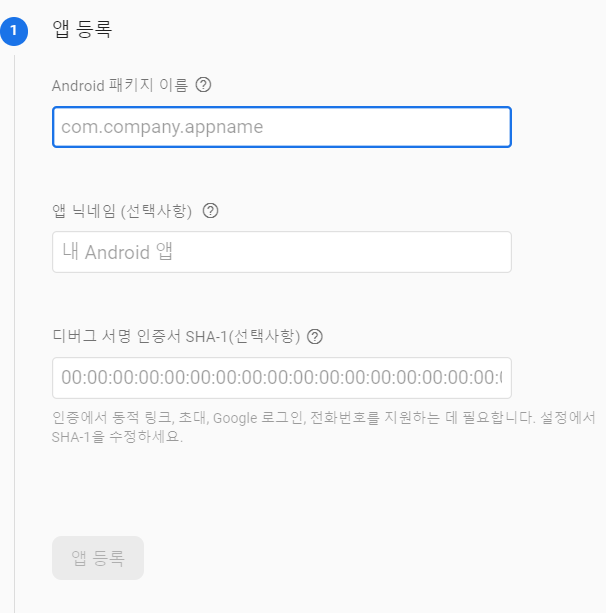 1
앱 등록
Android 패키지 이름 ?
com.company.appname
앱 닉네임 (선택사항) ?
내 Android 앱
디버그 서명 인증서 SHA-1(선택사항) ?
00:00:00:00:00:00:00:00:00:00:00:00:00:00:00:00:00:
인증에서 동적 링크, 초대, Google 로그인, 전화번호를 지원하는 데 필요합니다. 설정에서
SHA-1을 수정하세요.
앱 등록